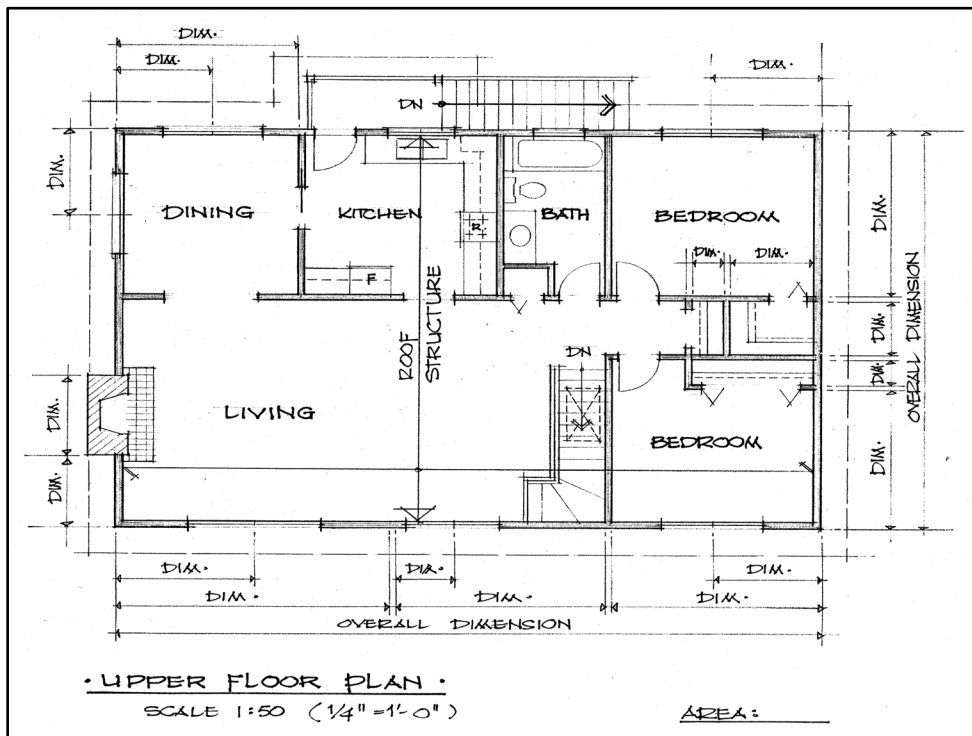 DIM.
DIM.
DIM.
DN
DIM.
DINING
KITCHEN
R
BATH
BEDROOM
DIM.
DIM.
DIM.
F
ROOF
STRUCTURE
OVERALL DIMENSION
DIM.
DN
DIM.
DIM.
LIVING
BEDROOM
DIM.
DIM.
DIM.
DIM.
DIM.
DIM.
DIM.
DIM.
DIM.
OVERALL DIMENSION
· UPPER FLOOR PLAN ·
SCALE 1:50 (1/4" = 1'-0")
AREA: